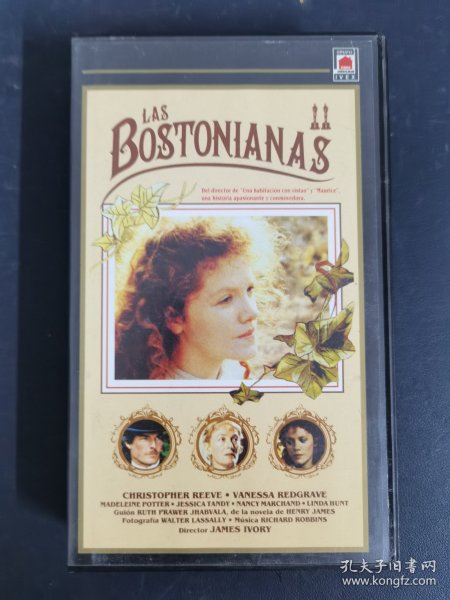 LAS
BOSTONIANAS
Del director de "Una habitación con vistas" y "Maurice",
una historia apasionante y conmovedora.
CHRISTOPHER REEVE • VANESSA REDGRAVE
MADELEINE POTTER • JESSICA TANDY • NANCY MARCHAND • LINDA HUNT
Guión RUTH PRAWER JHABVALA, de la novela de HENRY JAMES
Fotografía WALTER LASSALLY • Música RICHARD ROBBINS
Director JAMES IVORY
孔夫子旧书网
www.kongfz.com